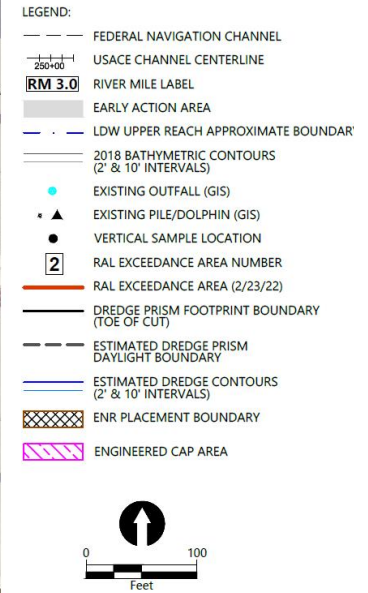 LEGEND:
FEDERAL NAVIGATION CHANNEL
250+00 USACE CHANNEL CENTERLINE
RM 3.0 RIVER MILE LABEL
EARLY ACTION AREA
LDW UPPER REACH APPROXIMATE BOUNDARY
2018 BATHYMETRIC CONTOURS
(2' & 10' INTERVALS)
EXISTING OUTFALL (GIS)
EXISTING PILE/DOLPHIN (GIS)
VERTICAL SAMPLE LOCATION
2 RAL EXCEEDANCE AREA NUMBER
RAL EXCEEDANCE AREA (2/23/22)
DREDGE PRISM FOOTPRINT BOUNDARY
(TOE OF CUT)
ESTIMATED DREDGE PRISM
DAYLIGHT BOUNDARY
ESTIMATED DREDGE CONTOURS
(2' & 10' INTERVALS)
ENR PLACEMENT BOUNDARY
ENGINEERED CAP AREA
0 100
Feet